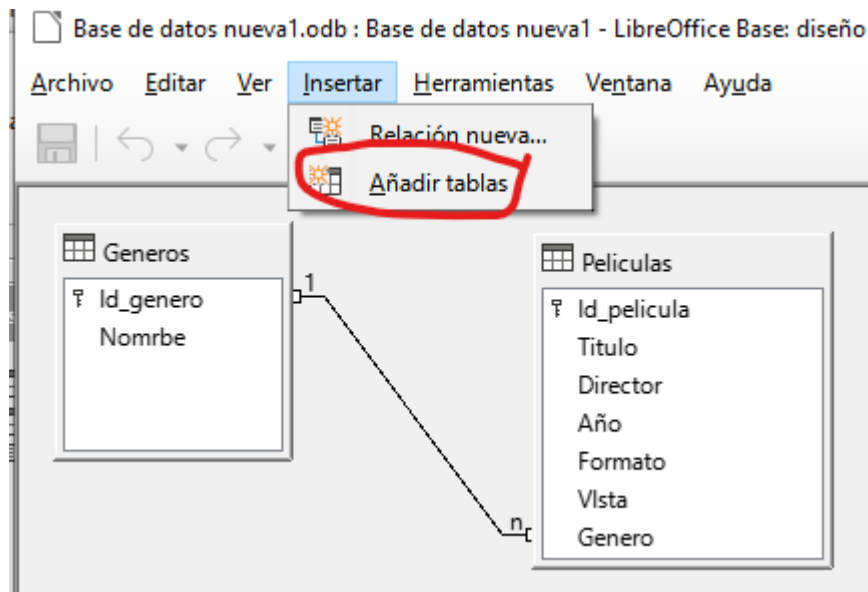 Base de datos nueva1.odb : Base de datos nueva1 - LibreOffice Base: diseño
Archivo Editar Ver Insertar Herramientas Ventana Ayuda
Relación nueva...
Añadir tablas
Generos
Id_genero
Nomrbe
1
n
Peliculas
Id_pelicula
Titulo
Director
Año
Formato
VIsta
Genero